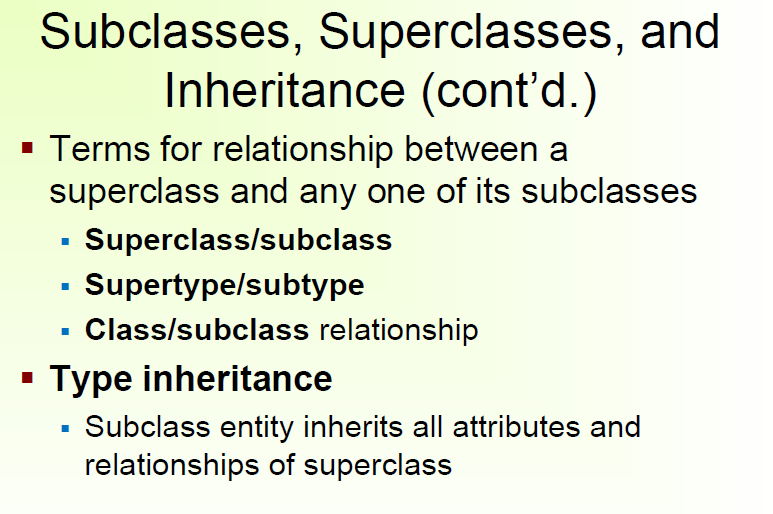 Subclasses, Superclasses, and
Inheritance (cont’d.)
▪ Terms for relationship between a
superclass and any one of its subclasses
▪ Superclass/subclass
▪ Supertype/subtype
▪ Class/subclass relationship
▪ Type inheritance
▪ Subclass entity inherits all attributes and
relationships of superclass